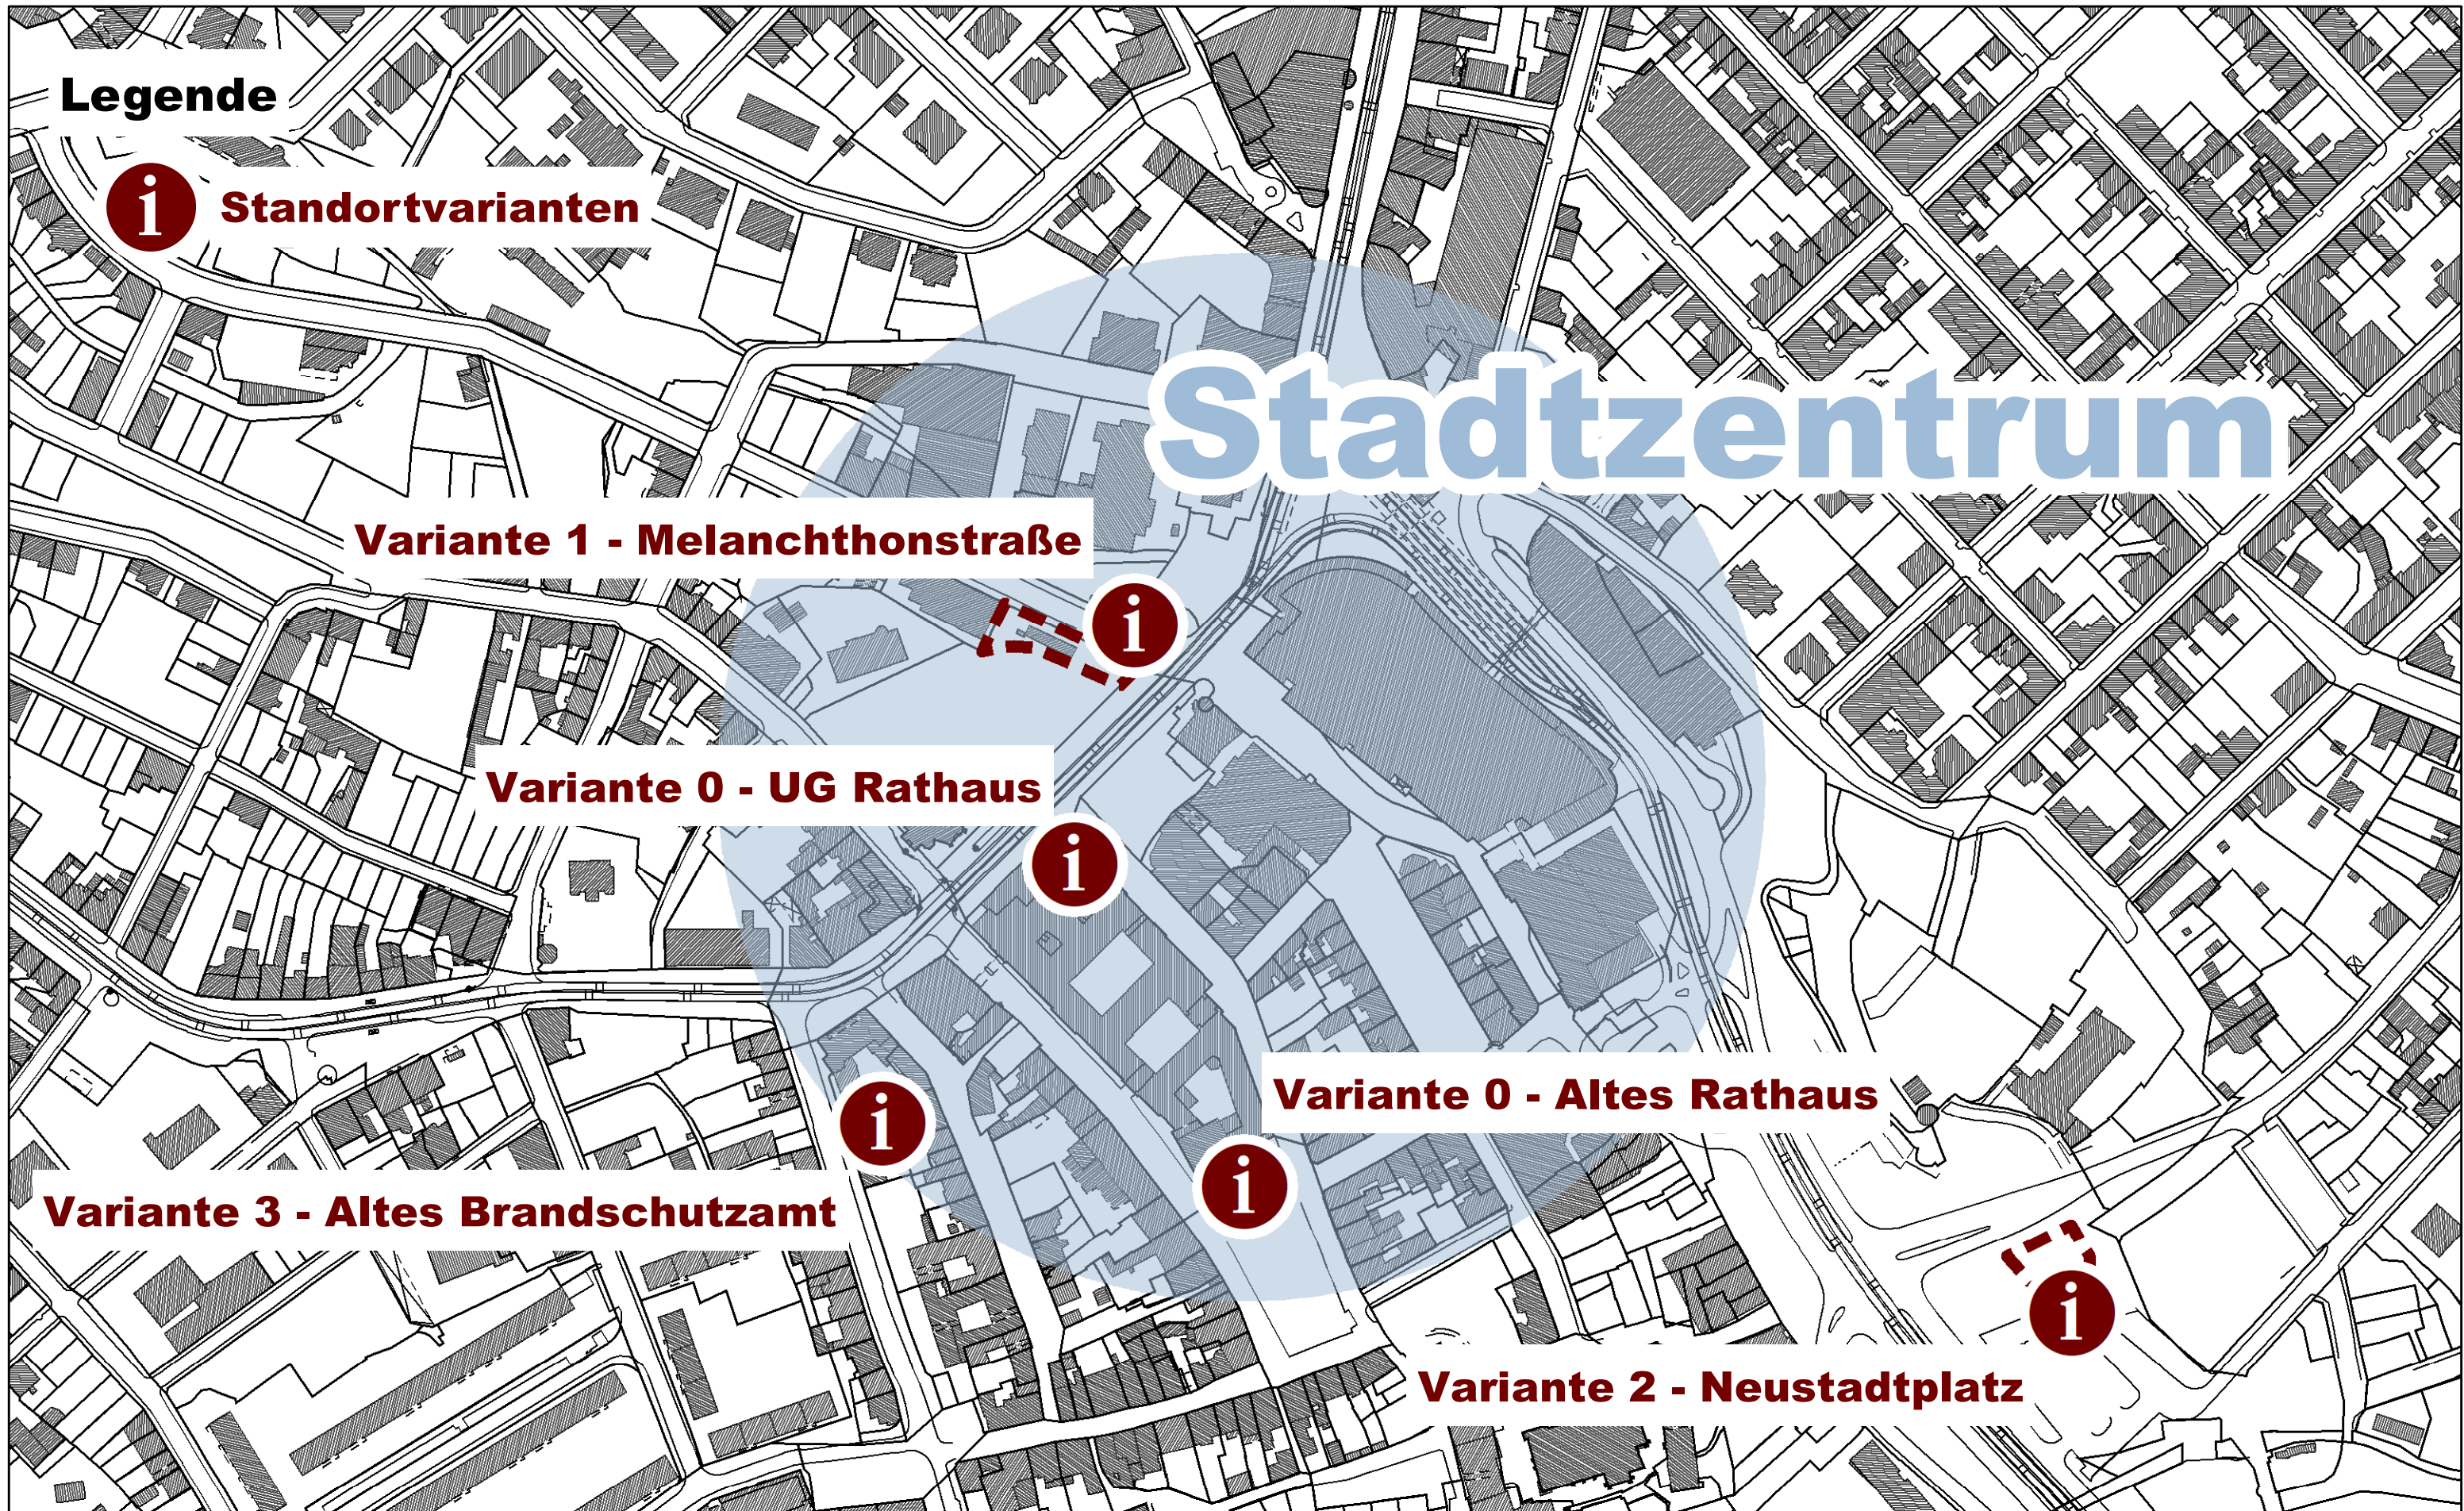 Legende
i Standortvarianten
Stadtzentrum
Variante 1 - Melanchthonstraße
i
Variante 0 - UG Rathaus
i
Variante 0 - Altes Rathaus
i
i
Variante 3 - Altes Brandschutzamt
i
Variante 2 - Neustadtplatz